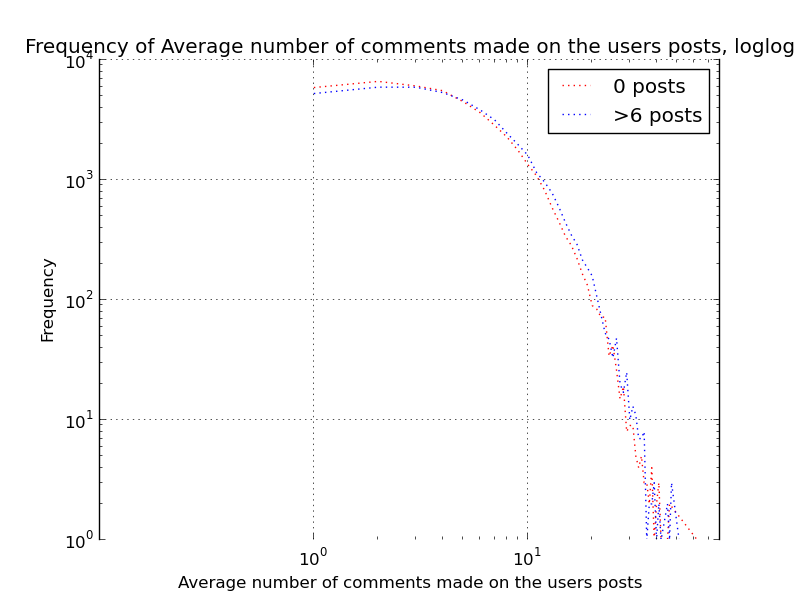 Frequency of Average number of comments made on the users posts, loglog
10^4
0 posts
>6 posts
10^3
10^2
10^1
10^0
Frequency
10^0 10^1
Average number of comments made on the users posts